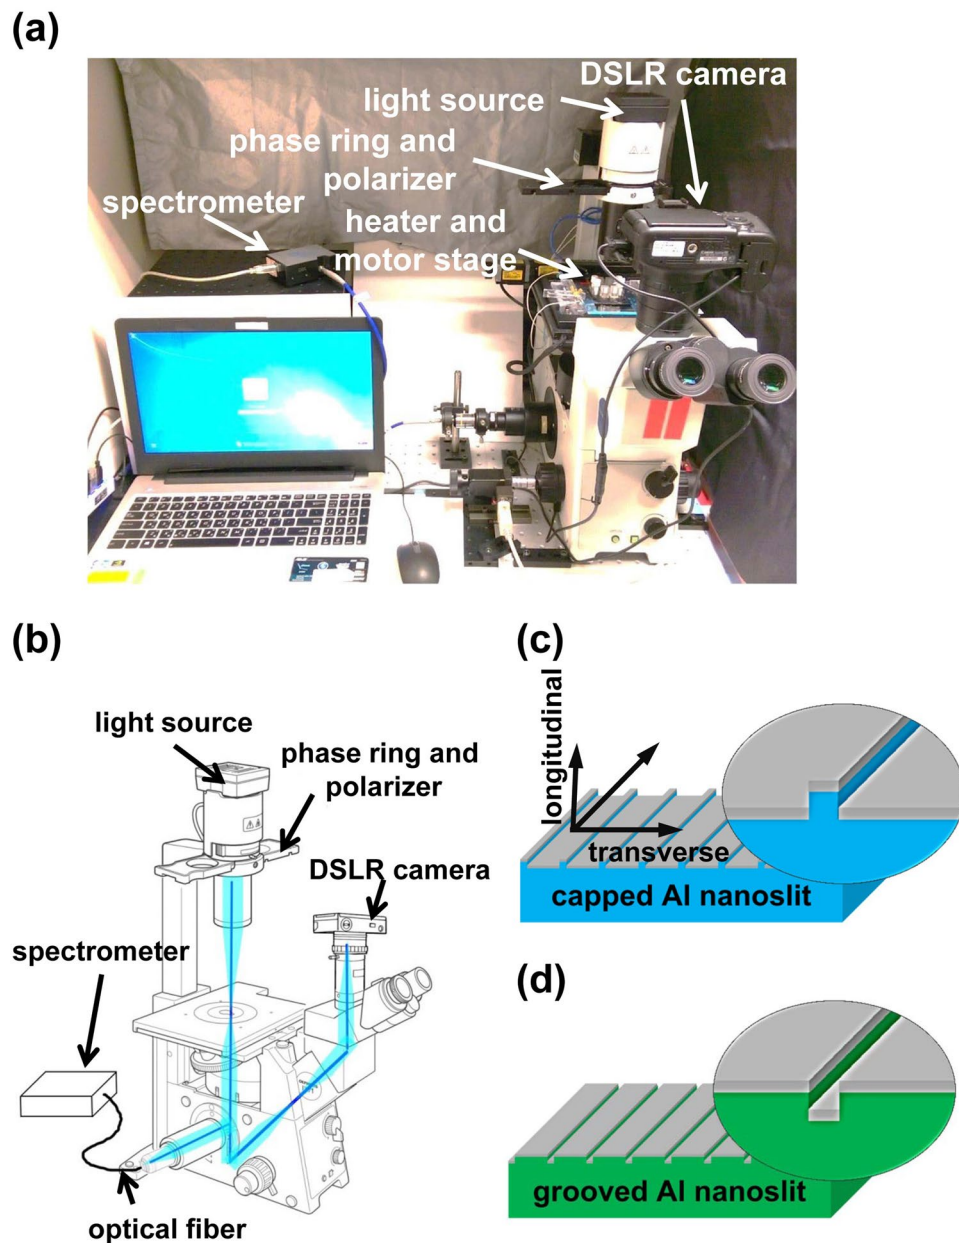 (a)
DSLR camera
light source
phase ring and
polarizer
spectrometer
heater and
motor stage
(b)
light source
phase ring and
polarizer
DSLR camera
spectrometer
optical fiber
(c)
longitudinal
transverse
capped Al nanoslit
(d)
grooved Al nanoslit